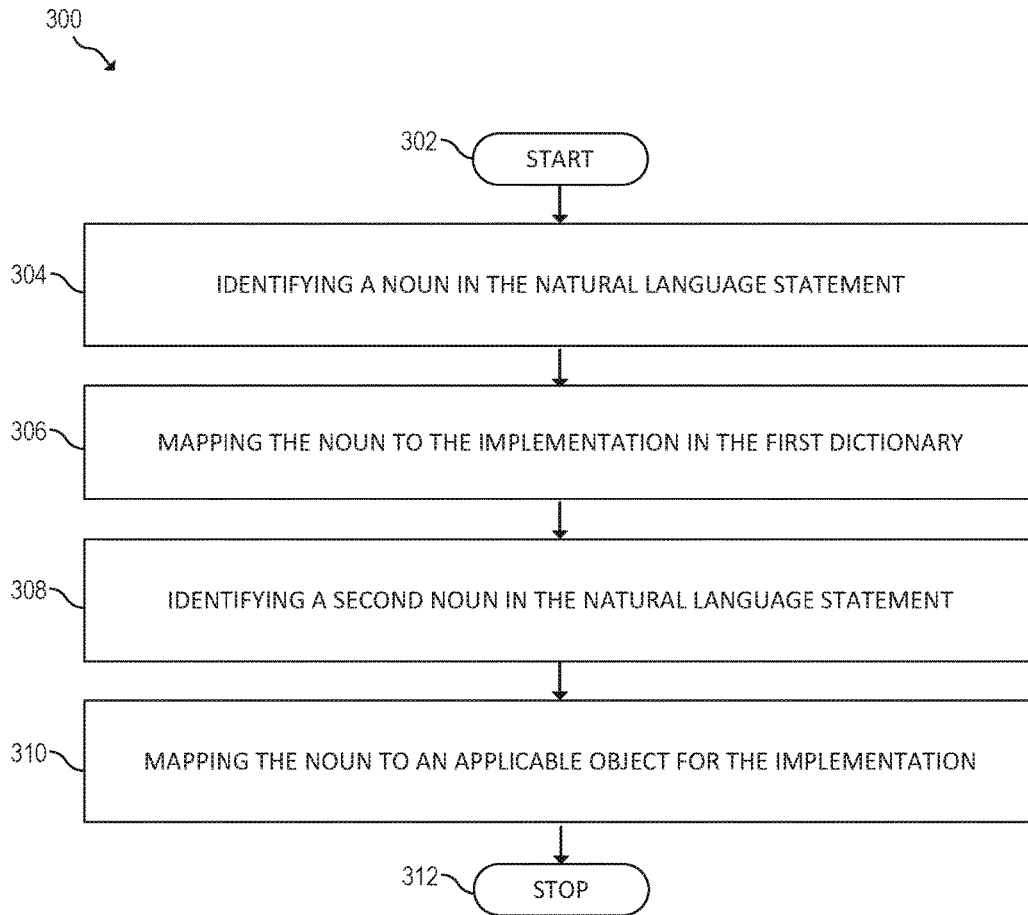 300
302
START
304
IDENTIFYING A NOUN IN THE NATURAL LANGUAGE STATEMENT
306
MAPPING THE NOUN TO THE IMPLEMENTATION IN THE FIRST DICTIONARY
308
IDENTIFYING A SECOND NOUN IN THE NATURAL LANGUAGE STATEMENT
310
MAPPING THE NOUN TO AN APPLICABLE OBJECT FOR THE IMPLEMENTATION
312
STOP